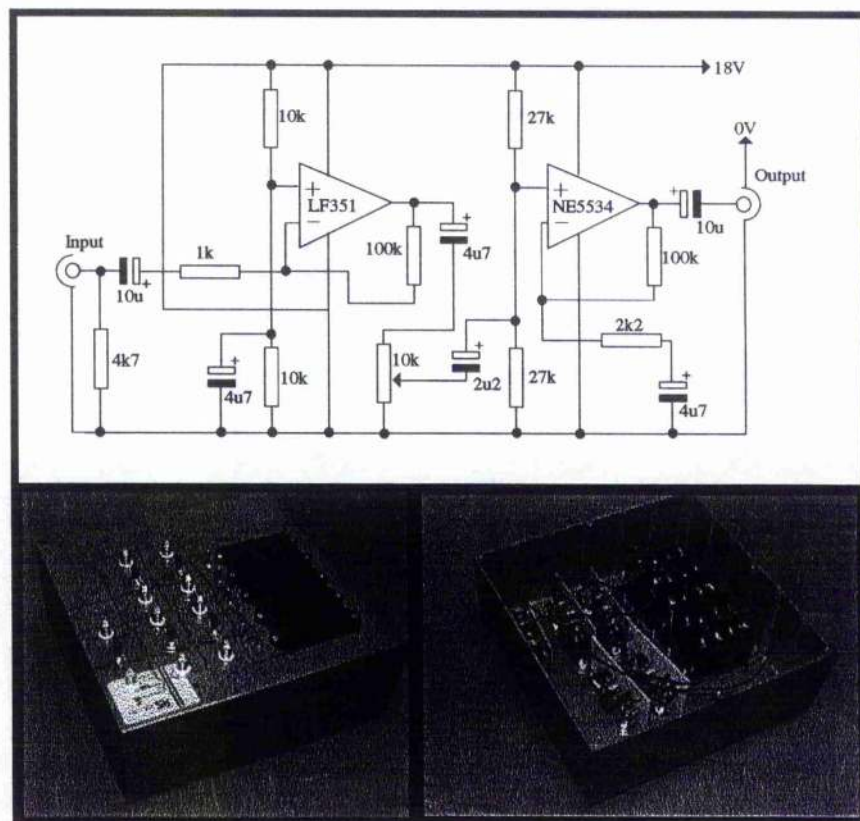 18V
10k
27k
0V
Output
+
LF351
−
+
NE5534
−
+
10u
+
4u7
100k
100k
Input
1k
10u
+
2k2
4k7
+
4u7
10k
10k
+
2u2
27k
+
4u7